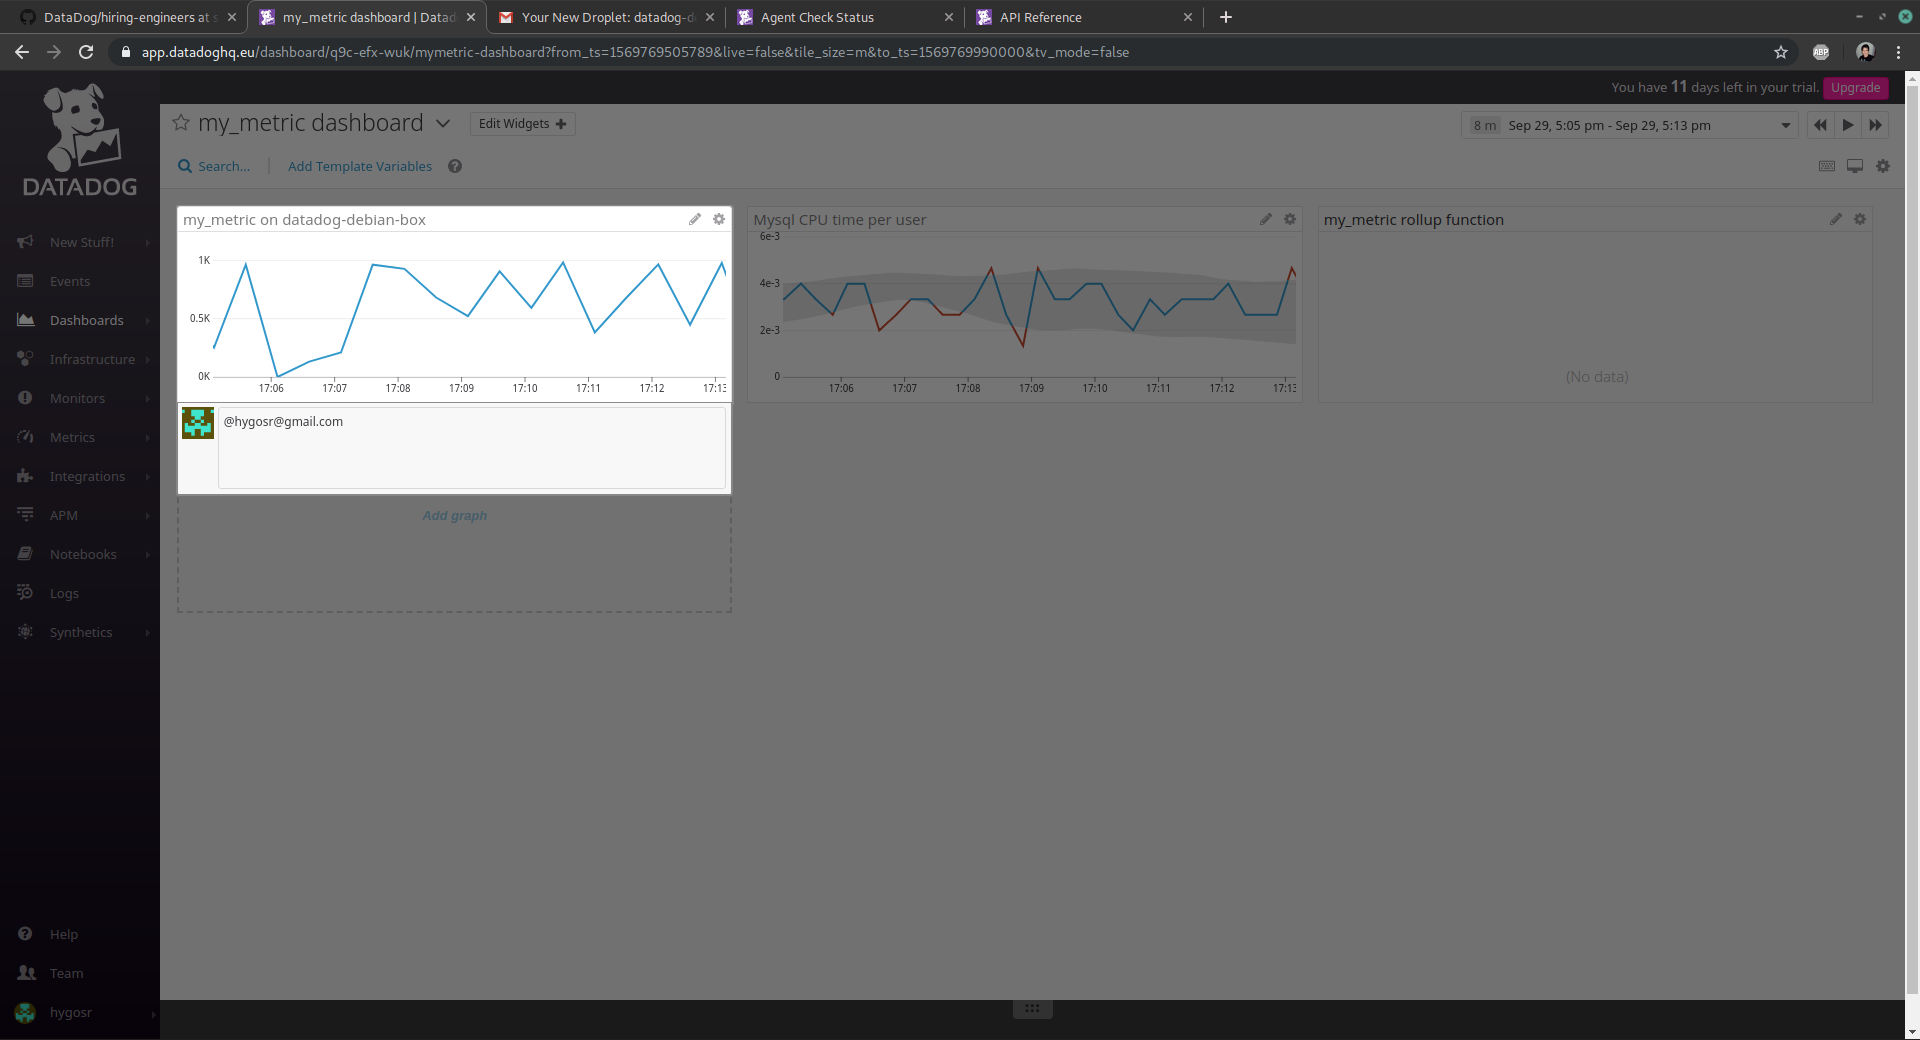 DataDog/hiring-engineers at s
my_metric dashboard | Datad
Your New Droplet: datadog-d
Agent Check Status
API Reference
app.datadoghq.eu/dashboard/q9c-efx-wuk/mymetric-dashboard?from_ts=1569769505789&live=false&tile_size=m&to_ts=1569769990000&tv_mode=false
ABP
You have 11 days left in your trial.
Upgrade
DATADOG
New Stuff!
Events
Dashboards
Infrastructure
Monitors
Metrics
Integrations
APM
Notebooks
Logs
Synthetics
Help
Team
hygosr
my_metric dashboard
Edit Widgets
8 m
Sep 29, 5:05 pm - Sep 29, 5:13 pm
Search...
Add Template Variables
my_metric on datadog-debian-box
1K
0.5K
0K
17:06 17:07 17:08 17:09 17:10 17:11 17:12 17:13
@hygosr@gmail.com
Add graph
Mysql CPU time per user
6e-3
4e-3
2e-3
0
17:06 17:07 17:08 17:09 17:10 17:11 17:12 17:13
my_metric rollup function
(No data)